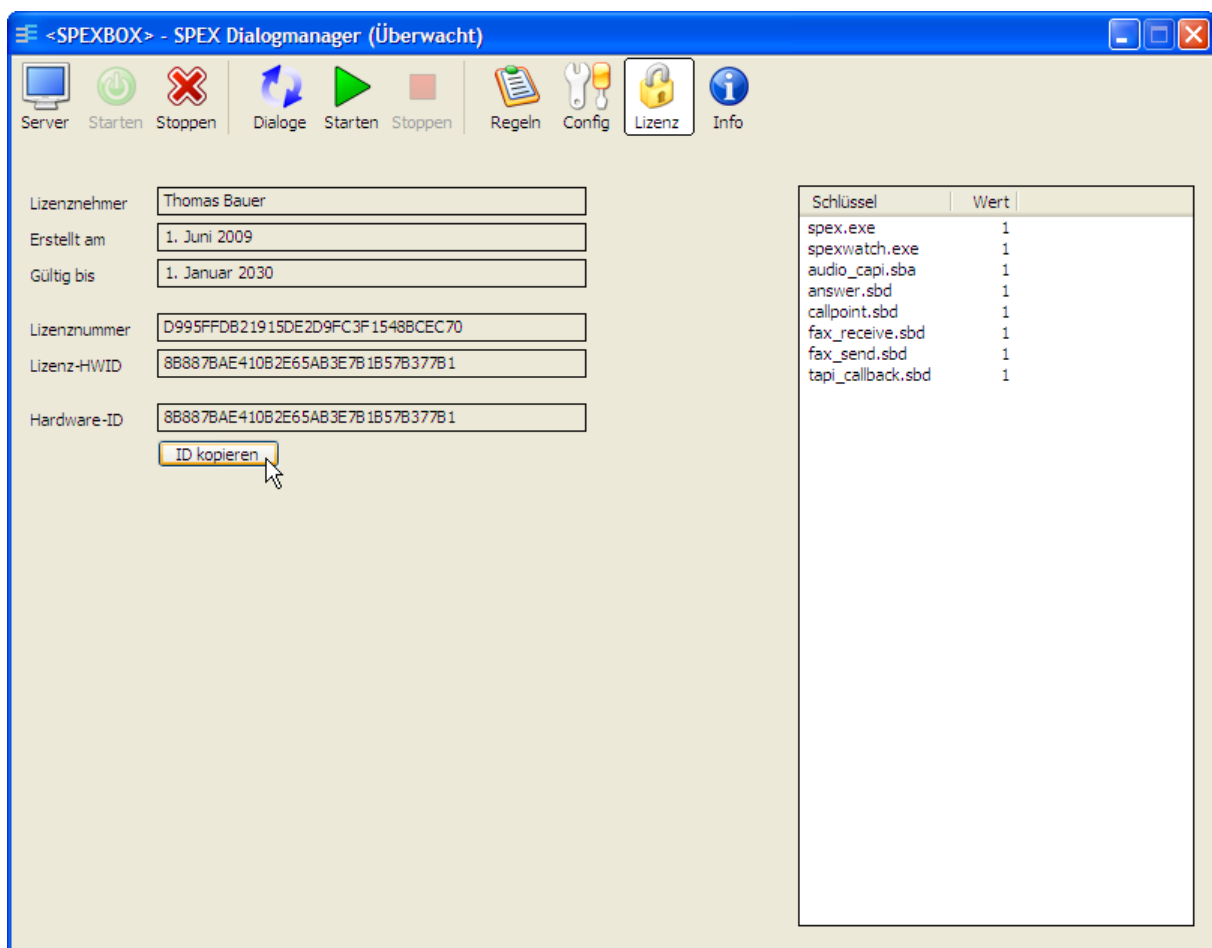 <SPEXBOX> - SPEX Dialogmanager (Überwacht)
Server Starten Stoppen Dialoge Starten Stoppen Regeln Config Lizenz Info
Lizenznehmer Thomas Bauer
Erstellt am 1. Juni 2009
Gültig bis 1. Januar 2030
Lizenznummer D995FFDB21915DE2D9FC3F1548BCEC70
Lizenz-HWID 8B887BAE410B2E65AB3E7B1B57B377B1
Hardware-ID 8B887BAE410B2E65AB3E7B1B57B377B1
ID kopieren
Schlüssel Wert
spex.exe 1
spexwatch.exe 1
audio_capi.sba 1
answer.sbd 1
callpoint.sbd 1
fax_receive.sbd 1
fax_send.sbd 1
tapi_callback.sbd 1